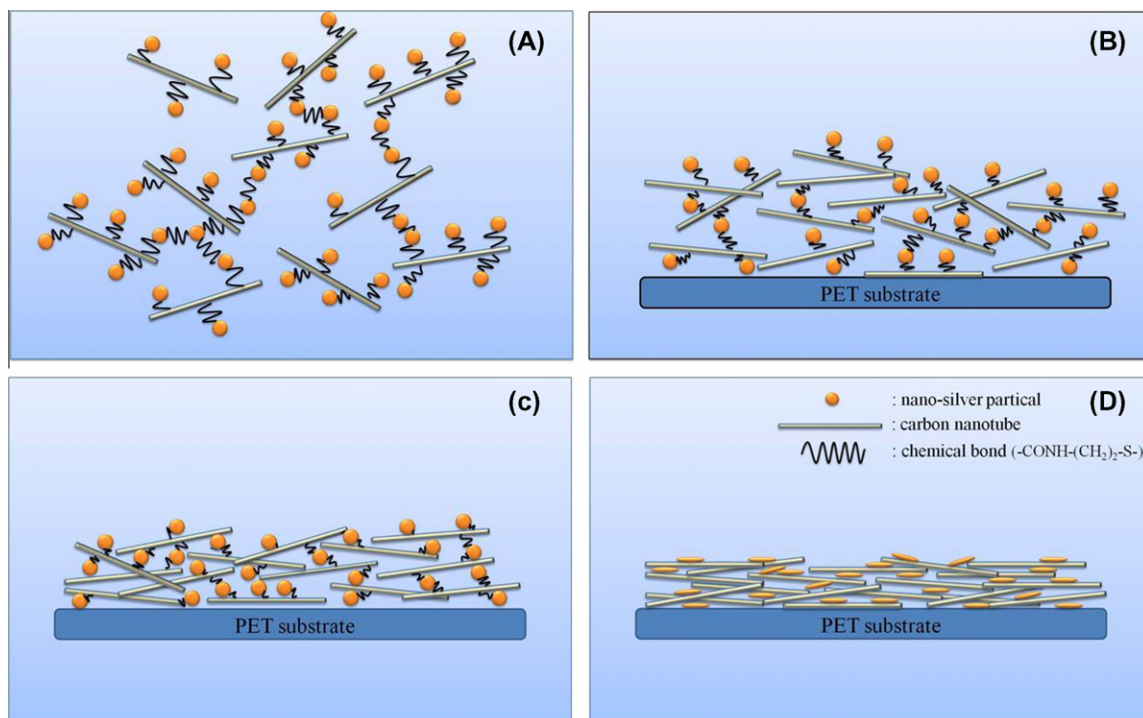 (A)
(B)
PET substrate
(c)
PET substrate
(D)
: nano-silver partical
: carbon nanotube
: chemical bond (-CONH-(CH₂)₂-S-)
PET substrate